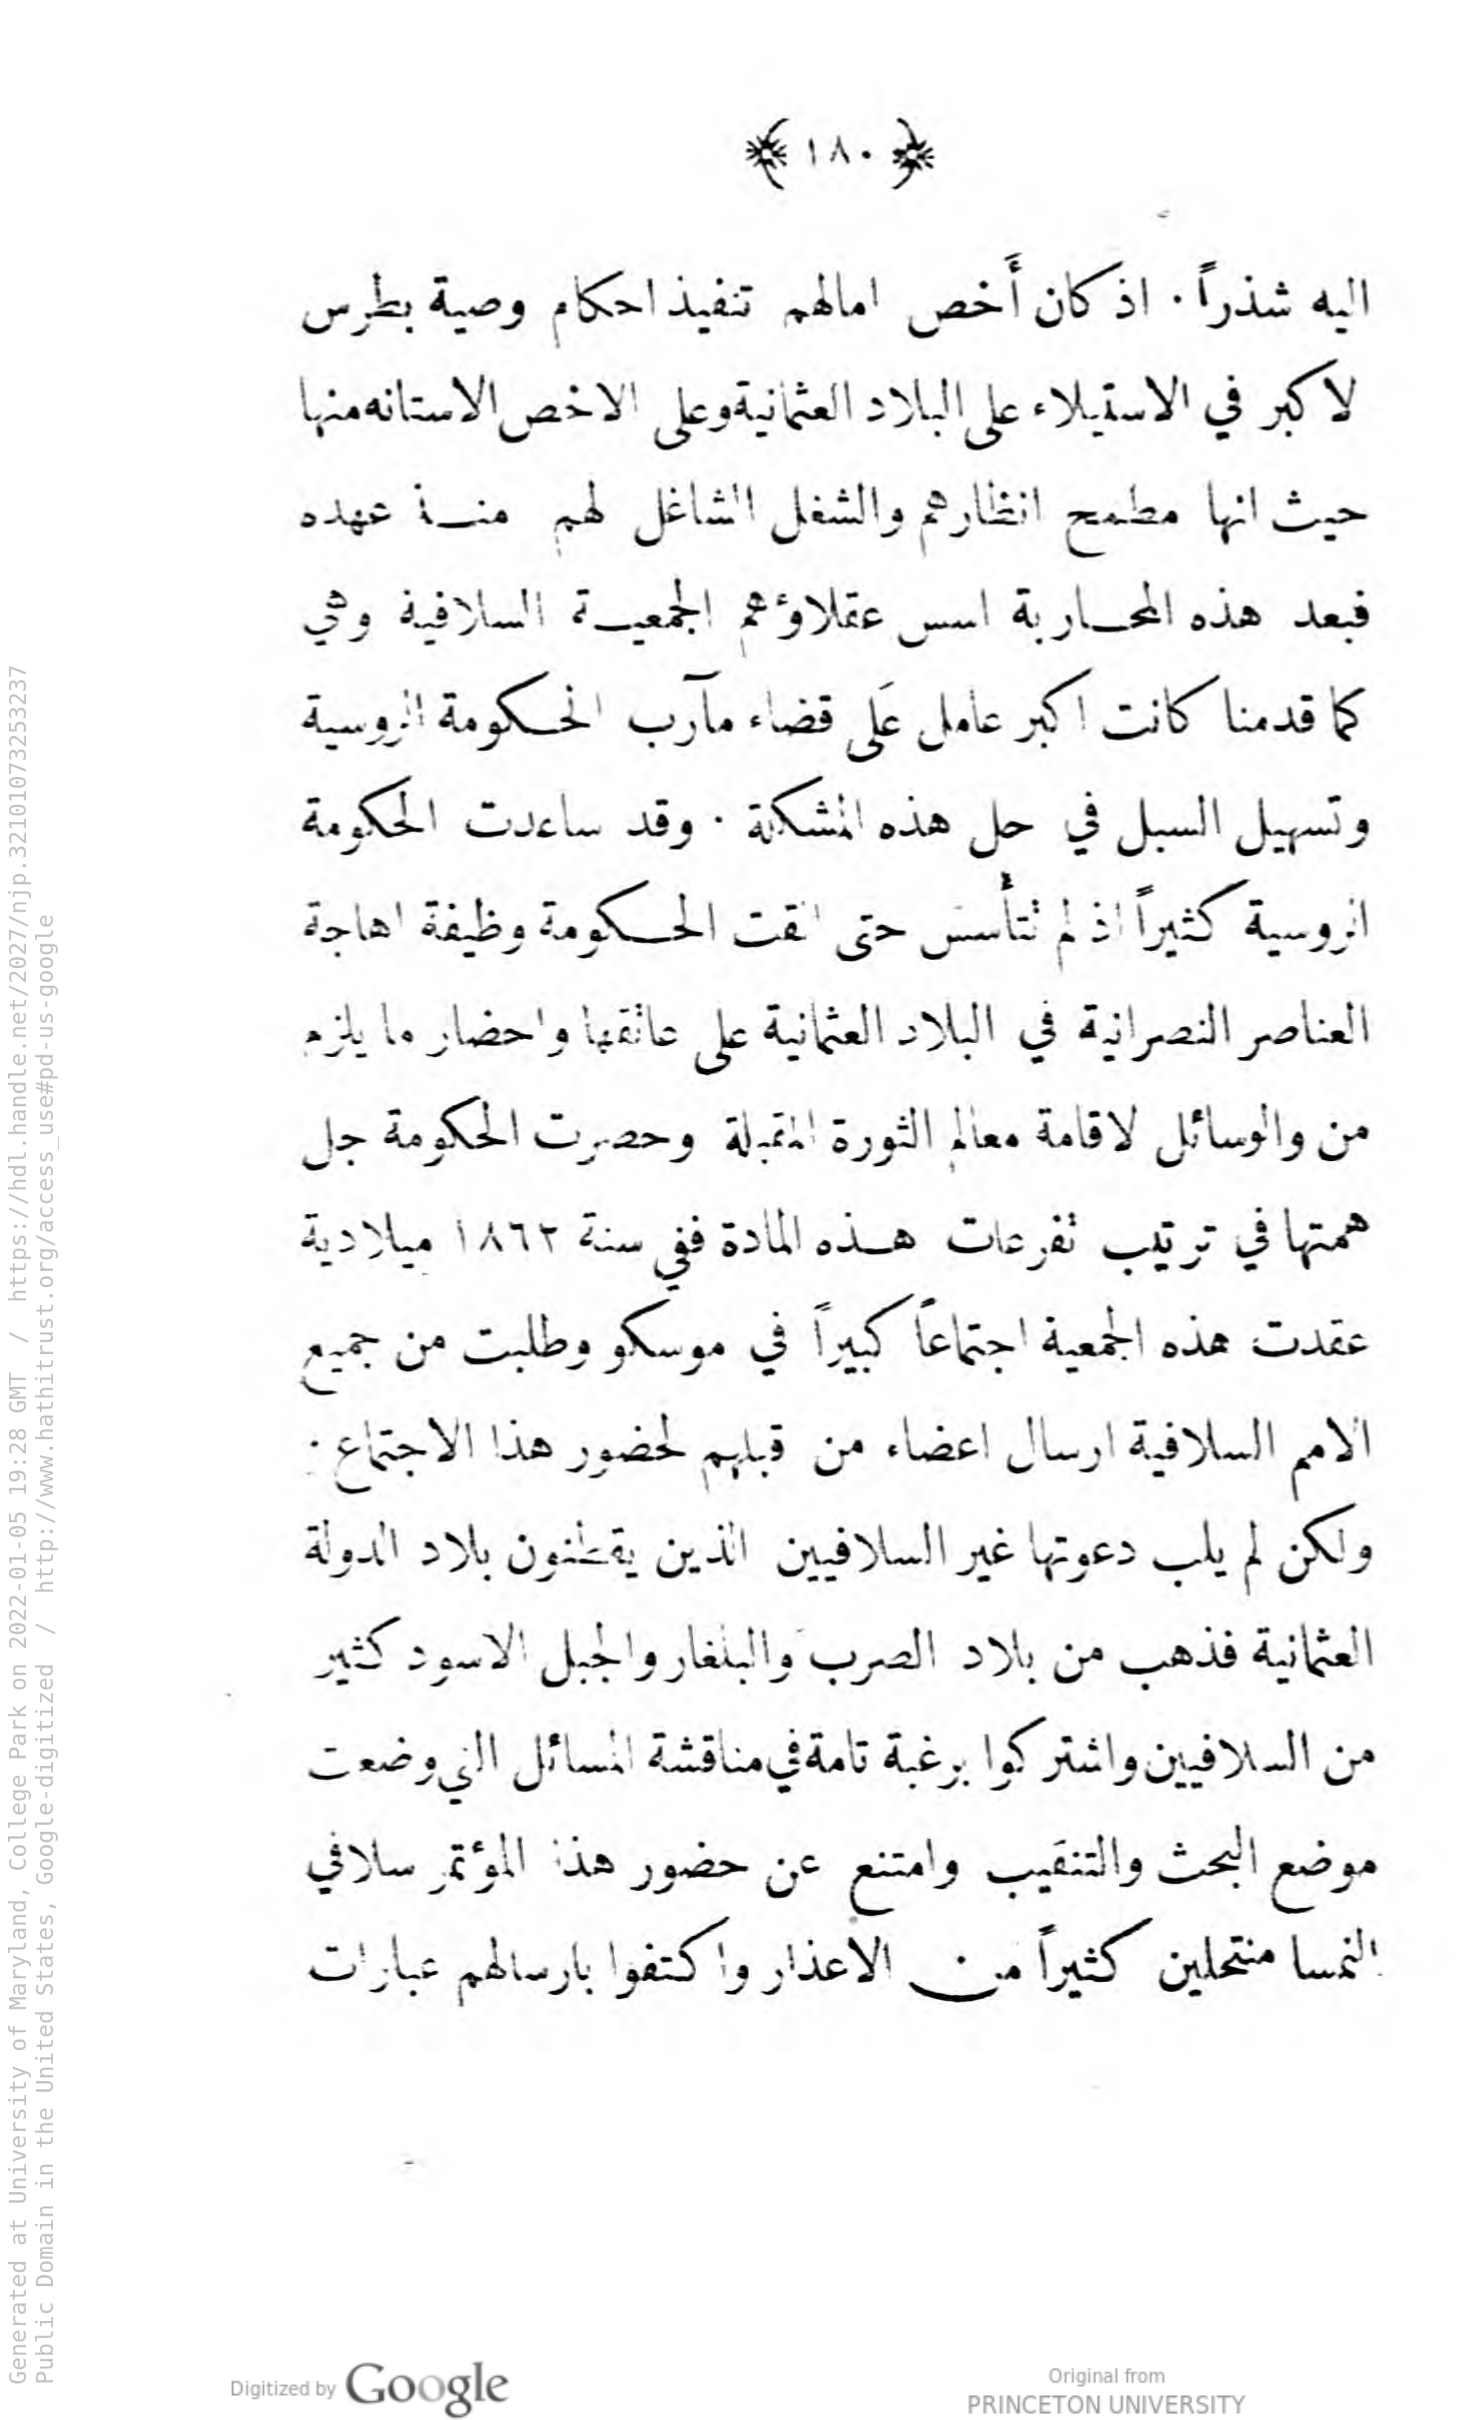 ﴿ ١٨٠ ﴾
اليه شذراً . اذ كان أَخص امالهم تنفيذ احكام وصية بطرس
لاكبر في الاستيلاء على البلاد العثمانية وعلى الاخص الاستانه منها
حيث انها مطمح انظارهم والشغل الشاغل لهم منــذ عهده
فبعد هذه المحــاربة اسس عقلاؤهم الجمعيــة السلافية وهي
كما قدمنا كانت اكبر عامل عَلى قضاء مآرب الحــكومة الروسية
وتسهيل السبل في حل هذه المشكلة . وقد ساعدت الحكومة
الروسية كثيراً اذ لم تتأسس حتى القت الحــكومة وظيفة اهاجة
العناصر النصرانية في البلاد العثمانية على عاتقها واحضار ما يلزم
من والوسائل لاقامة معالم الثورة المقبلة وحصرت الحكومة جل
همتها في ترتيب تفرعات هــذه المادة ففي سنة ١٨٦٢ ميلادية
عقدت هذه الجمعية اجتماعاً كبيراً في موسكو وطلبت من جميع
الامم السلافية ارسال اعضاء من قبلهم لحضور هذا الاجتماع .
ولكن لم يلب دعوتها غير السلافيين الذين يقطنون بلاد الدولة
العثمانية فذهب من بلاد الصرب والبلغار والجبل الاسود كثير
من السلافيين واشتركوا برغبة تامة في مناقشة المسائل التي وضعت
موضع البحث والتنقيب وامتنع عن حضور هذا المؤتمر سلافي
النمسا منتحلين كثيراً من الاعذار واكتفوا بارسالهم عبارات
Generated at University of Maryland, College Park on 2022-01-05 19:28 GMT / https://hdl.handle.net/2027/njp.32101073253237
Public Domain in the United States, Google-digitized / http://www.hathitrust.org/access_use#pd-us-google
Digitized by Google
Original from
PRINCETON UNIVERSITY